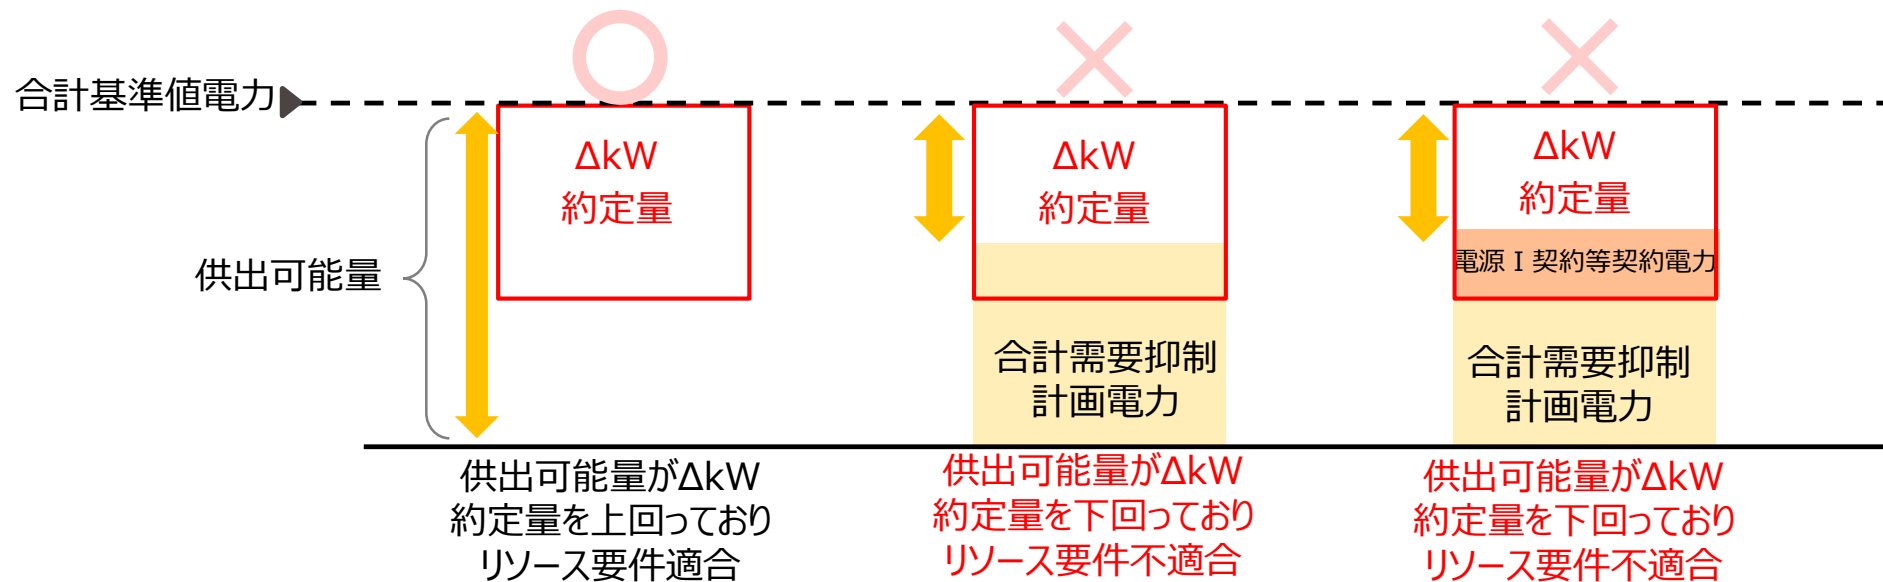 合計基準値電力
供出可能量
ΔkW
約定量
供出可能量がΔkW
約定量を上回っており
リソース要件適合
ΔkW
約定量
合計需要抑制
計画電力
供出可能量がΔkW
約定量を下回っており
リソース要件不適合
ΔkW
約定量
電源Ⅰ契約等契約電力
合計需要抑制
計画電力
供出可能量がΔkW
約定量を下回っており
リソース要件不適合